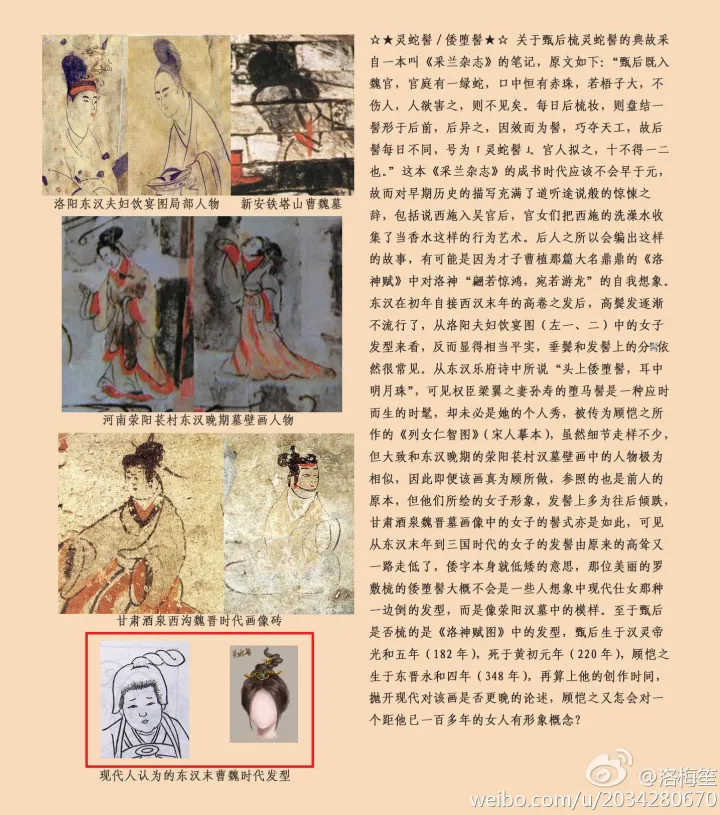 洛阳东汉夫妇饮宴图局部人物
新安铁塔山曹魏墓
河南荥阳苌村东汉晚期墓壁画人物
甘肃酒泉西沟魏晋时代画像砖
灵蛇髻
现代人认为的东汉末曹魏时代发型
☆★灵蛇髻/倭堕髻★☆ 关于甄后梳灵蛇髻的典故采
自一本叫《采兰杂志》的笔记，原文如下：“甄后既入
魏宫，宫庭有一绿蛇，口中恒有赤珠，若梧子大，不
伤人，人欲害之，则不见矣。每日后梳妆，则盘结一
髻形于后前，后异之，因效而为髻，巧夺天工，故后
髻每日不同，号为「灵蛇髻」。宫人拟之，十不得一二
也。”这本《采兰杂志》的成书时代应该不会早于元，
故而对早期历史的描写充满了道听途说般的惊悚之
辞，包括说西施入吴宫后，宫女们把西施的洗濯水收
集了当香水这样的行为艺术。后人之所以会编出这样
的故事，有可能是因为才子曹植那篇大名鼎鼎的《洛
神赋》中对洛神“翩若惊鸿，宛若游龙”的自我想象。
东汉在初年自接西汉末年的高卷之发后，高鬓发逐渐
不流行了，从洛阳夫妇饮宴图（左一、二）中的女子
发型来看，反而显得相当平实，垂鬓和发髻上的分依
然很常见。从东汉乐府诗中所说“头上倭堕髻，耳中
明月珠”，可见权臣梁翼之妻孙寿的堕马髻是一种应时
而生的时髦，却未必是她的个人秀，被传为顾恺之所
作的《列女仁智图》（宋人摹本），虽然细节走样不少，
但大致和东汉晚期的荥阳苌村汉墓壁画中的人物极为
相似，因此即便该画真为顾所做，参照的也是前人的
原本，但他们所绘的女子形象，发髻上多为往后倾跌，
甘肃酒泉魏晋墓画像中的女子的髻式亦是如此，可见
从东汉末年到三国时代的女子的发髻由原来的高耸又
一路走低了，倭字本身就低矮的意思，那位美丽的罗
敷梳的倭堕髻大概不会是一些人想象中现代仕女那种
一边倒的发型，而是像荥阳汉墓中的模样。至于甄后
是否梳的是《洛神赋图》中的发型，甄后生于汉灵帝
光和五年（182 年），死于黄初元年（220 年），顾恺之
生于东晋永和四年（348 年），再算上他的创作时间，
抛开现代对该画是否更晚的论述，顾恺之又怎会对一
个距他已一百多年的女人有形象概念？
@洛梅笙
weibo.com/u/2034280670